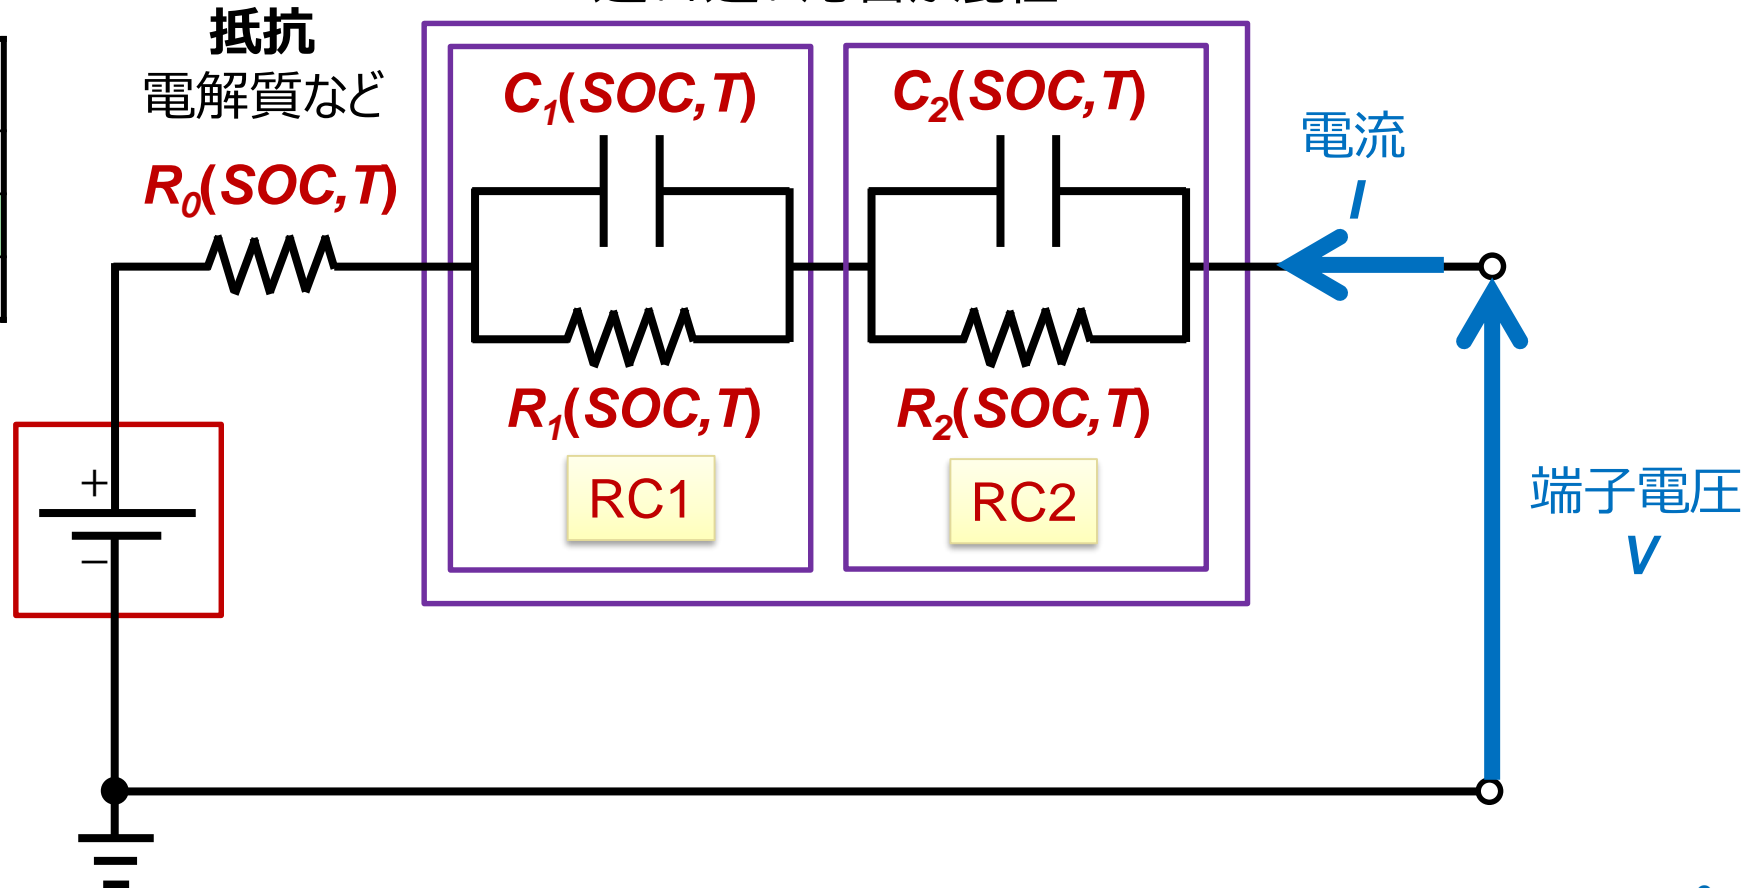 抵抗
電解質など
R0(SOC,T)
C1(SOC,T)
C2(SOC,T)
電流
I
R1(SOC,T)
R2(SOC,T)
RC1
RC2
+
−
端子電圧
V